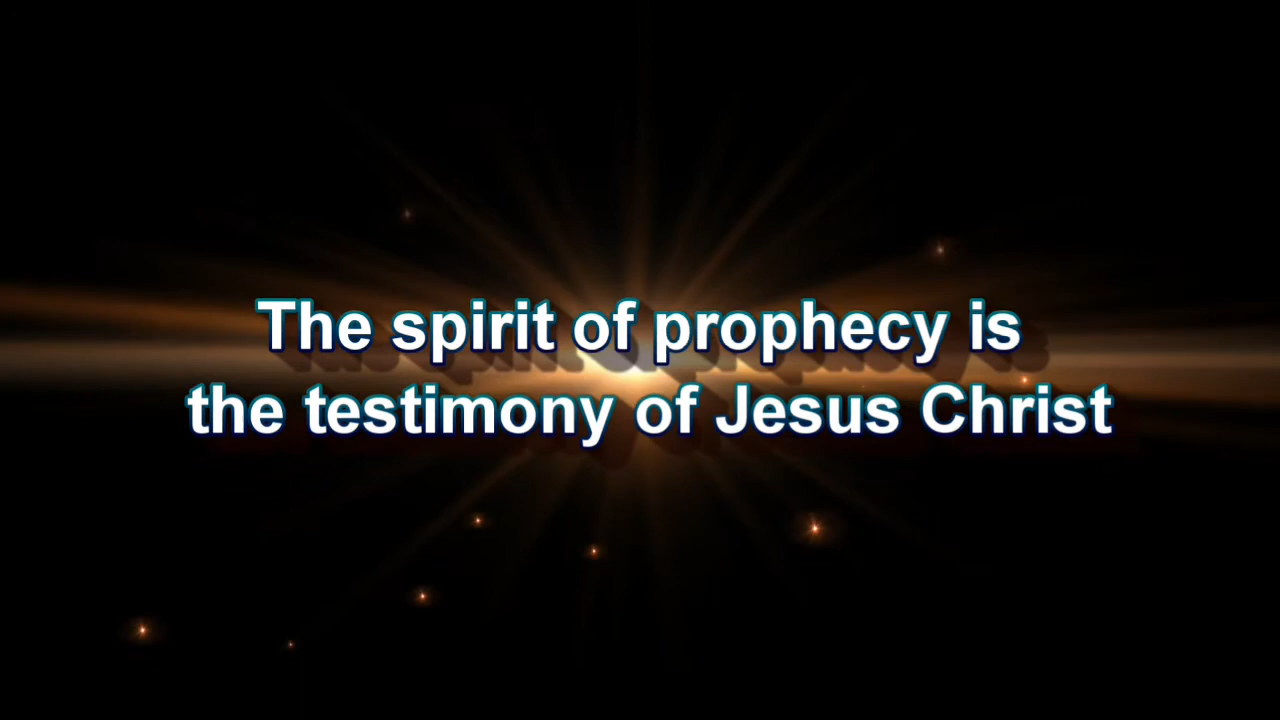 The spirit of prophecy is
the testimony of Jesus Christ